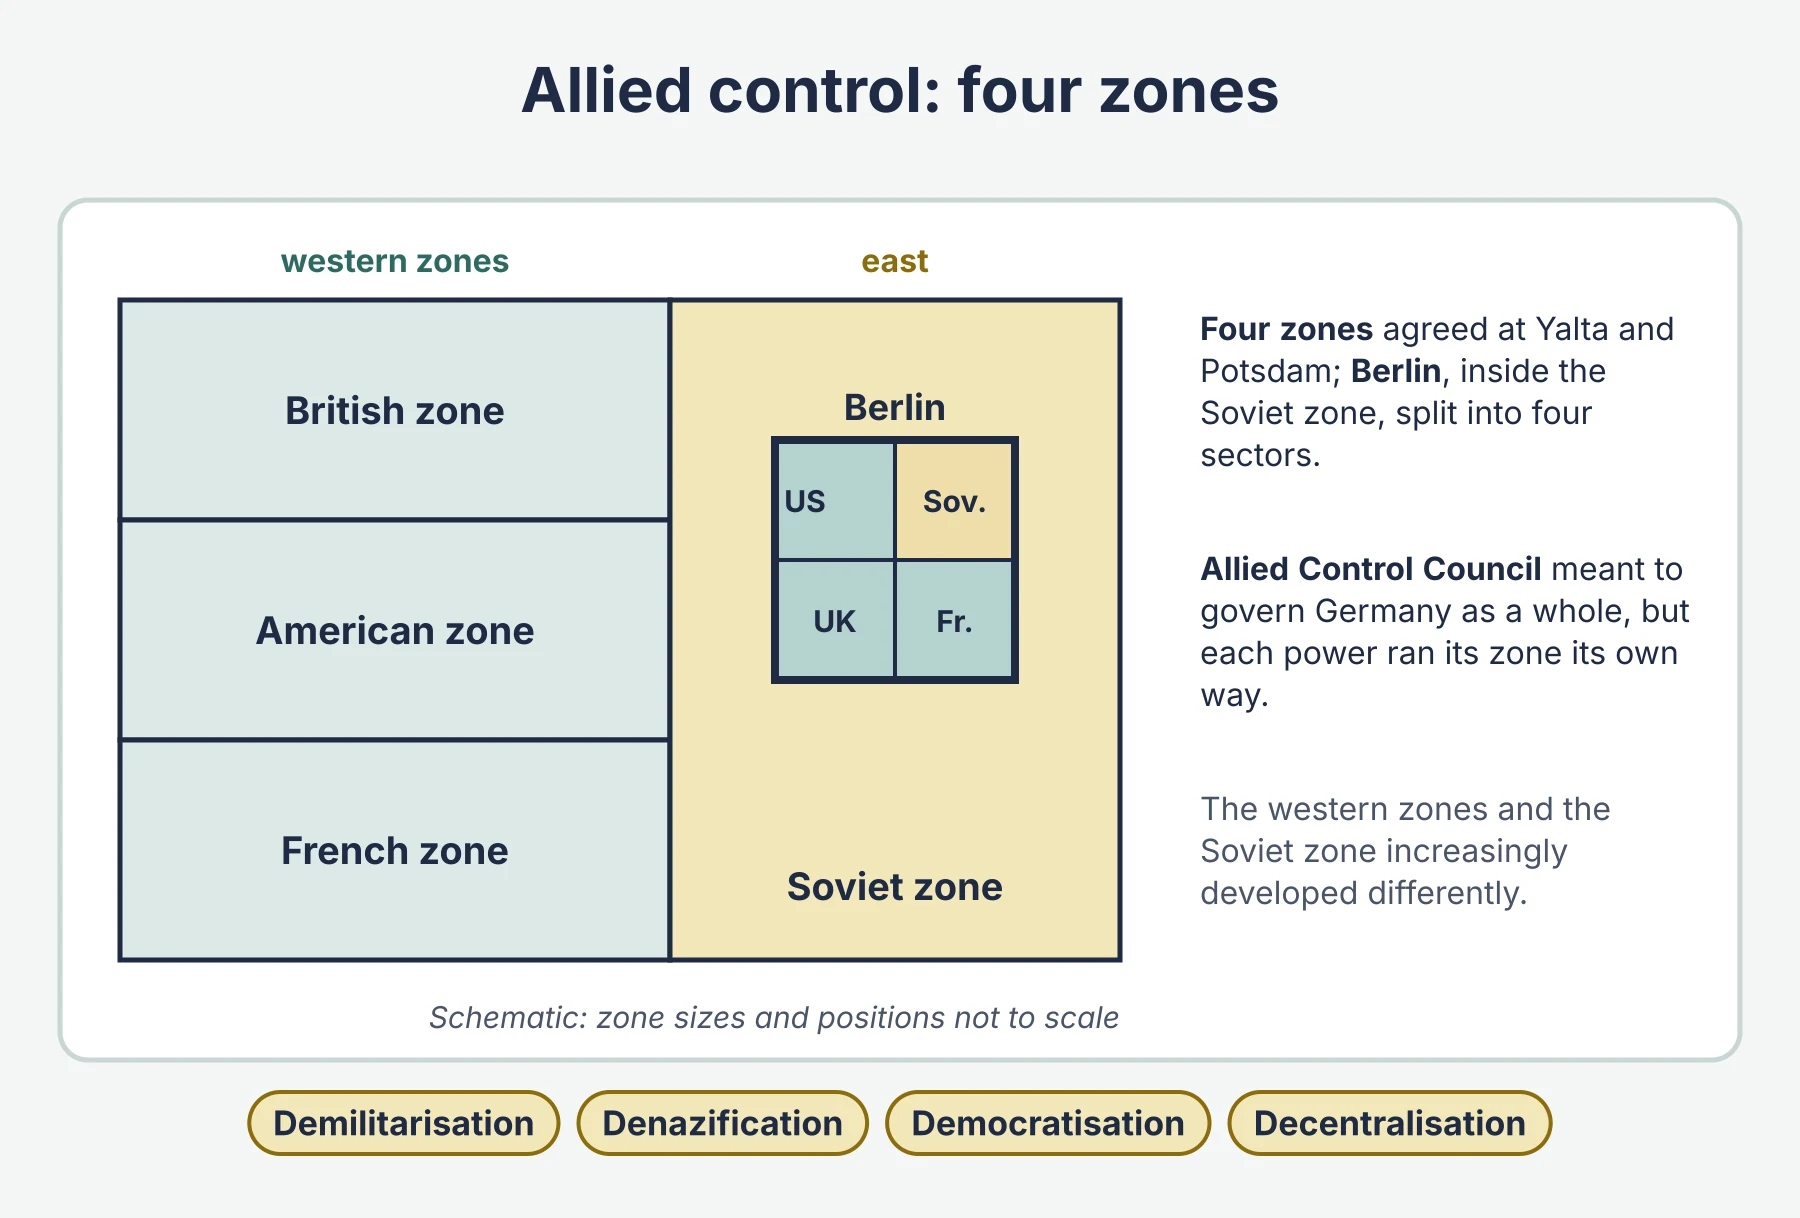 Allied control: four zones
western zones
east
British zone
American zone
French zone
Berlin
US
Sov.
UK
Fr.
Soviet zone
Four zones agreed at Yalta and
Potsdam; Berlin, inside the
Soviet zone, split into four
sectors.
Allied Control Council meant to
govern Germany as a whole, but
each power ran its zone its own
way.
The western zones and the
Soviet zone increasingly
developed differently.
Schematic: zone sizes and positions not to scale
Demilitarisation
Denazification
Democratisation
Decentralisation